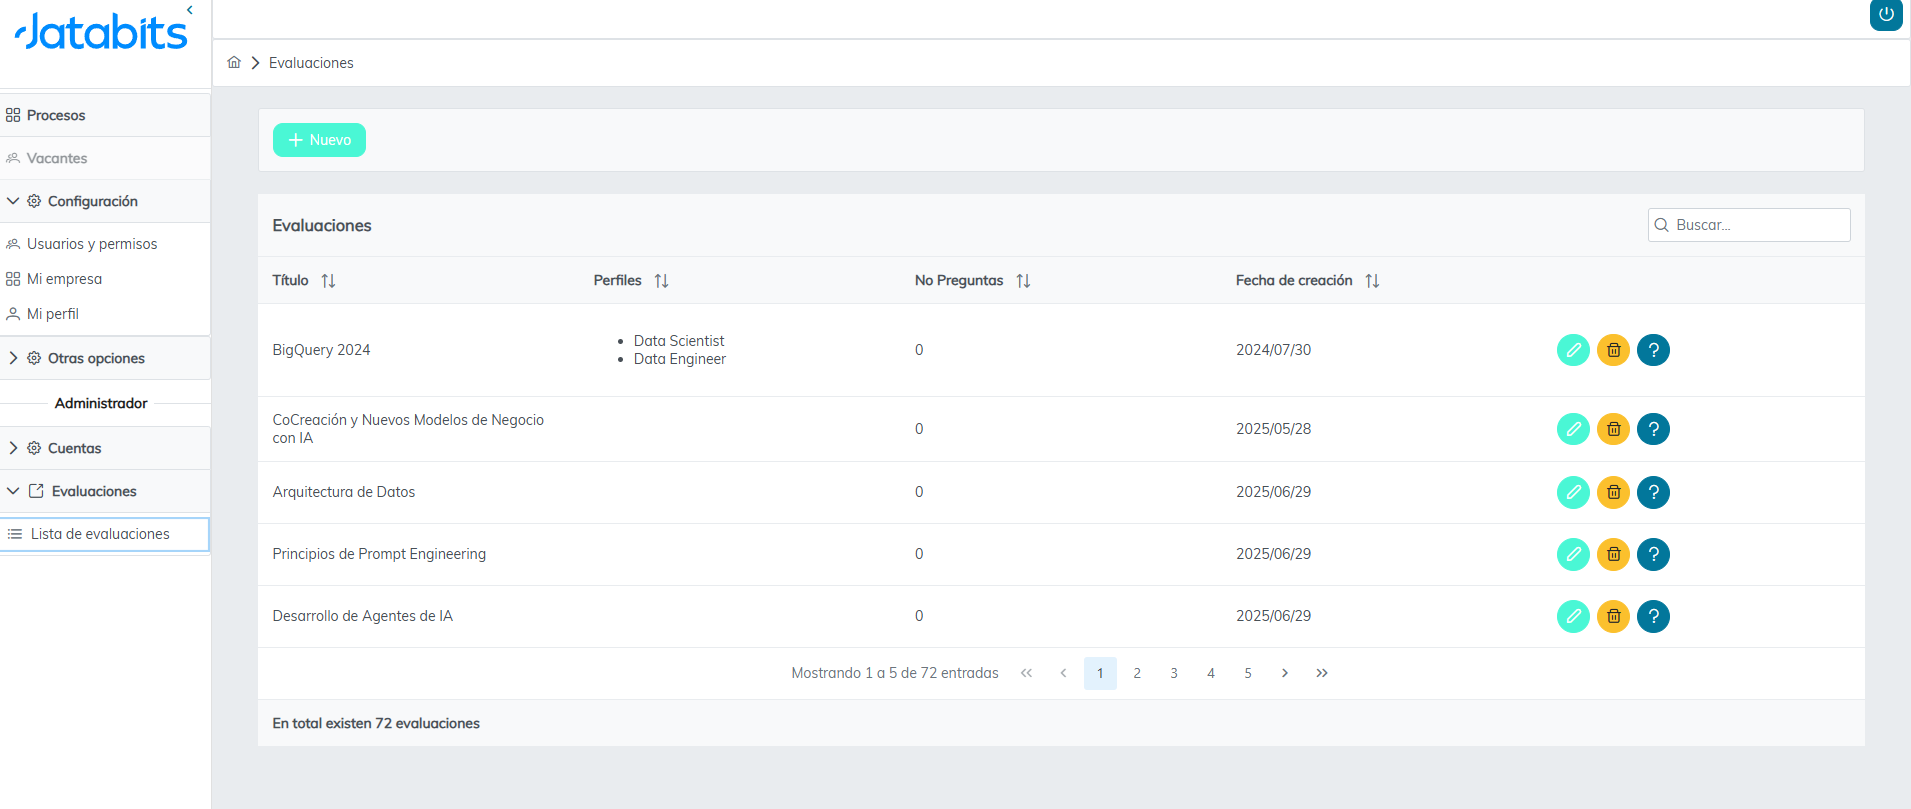 Jatabits
Evaluaciones
Procesos
Vacantes
Configuración
Usuarios y permisos
Mi empresa
Mi perfil
Otras opciones
Administrador
Cuentas
Evaluaciones
Lista de evaluaciones
Nuevo
Evaluaciones
Buscar...
Título Perfiles No Preguntas Fecha de creación
BigQuery 2024 • Data Scientist 0 2024/07/30 ?
• Data Engineer
CoCreación y Nuevos Modelos de Negocio 0 2025/05/28 ?
con IA
Arquitectura de Datos 0 2025/06/29 ?
Principios de Prompt Engineering 0 2025/06/29 ?
Desarrollo de Agentes de IA 0 2025/06/29 ?
Mostrando 1 a 5 de 72 entradas « ‹ 1 2 3 4 5 › »
En total existen 72 evaluaciones